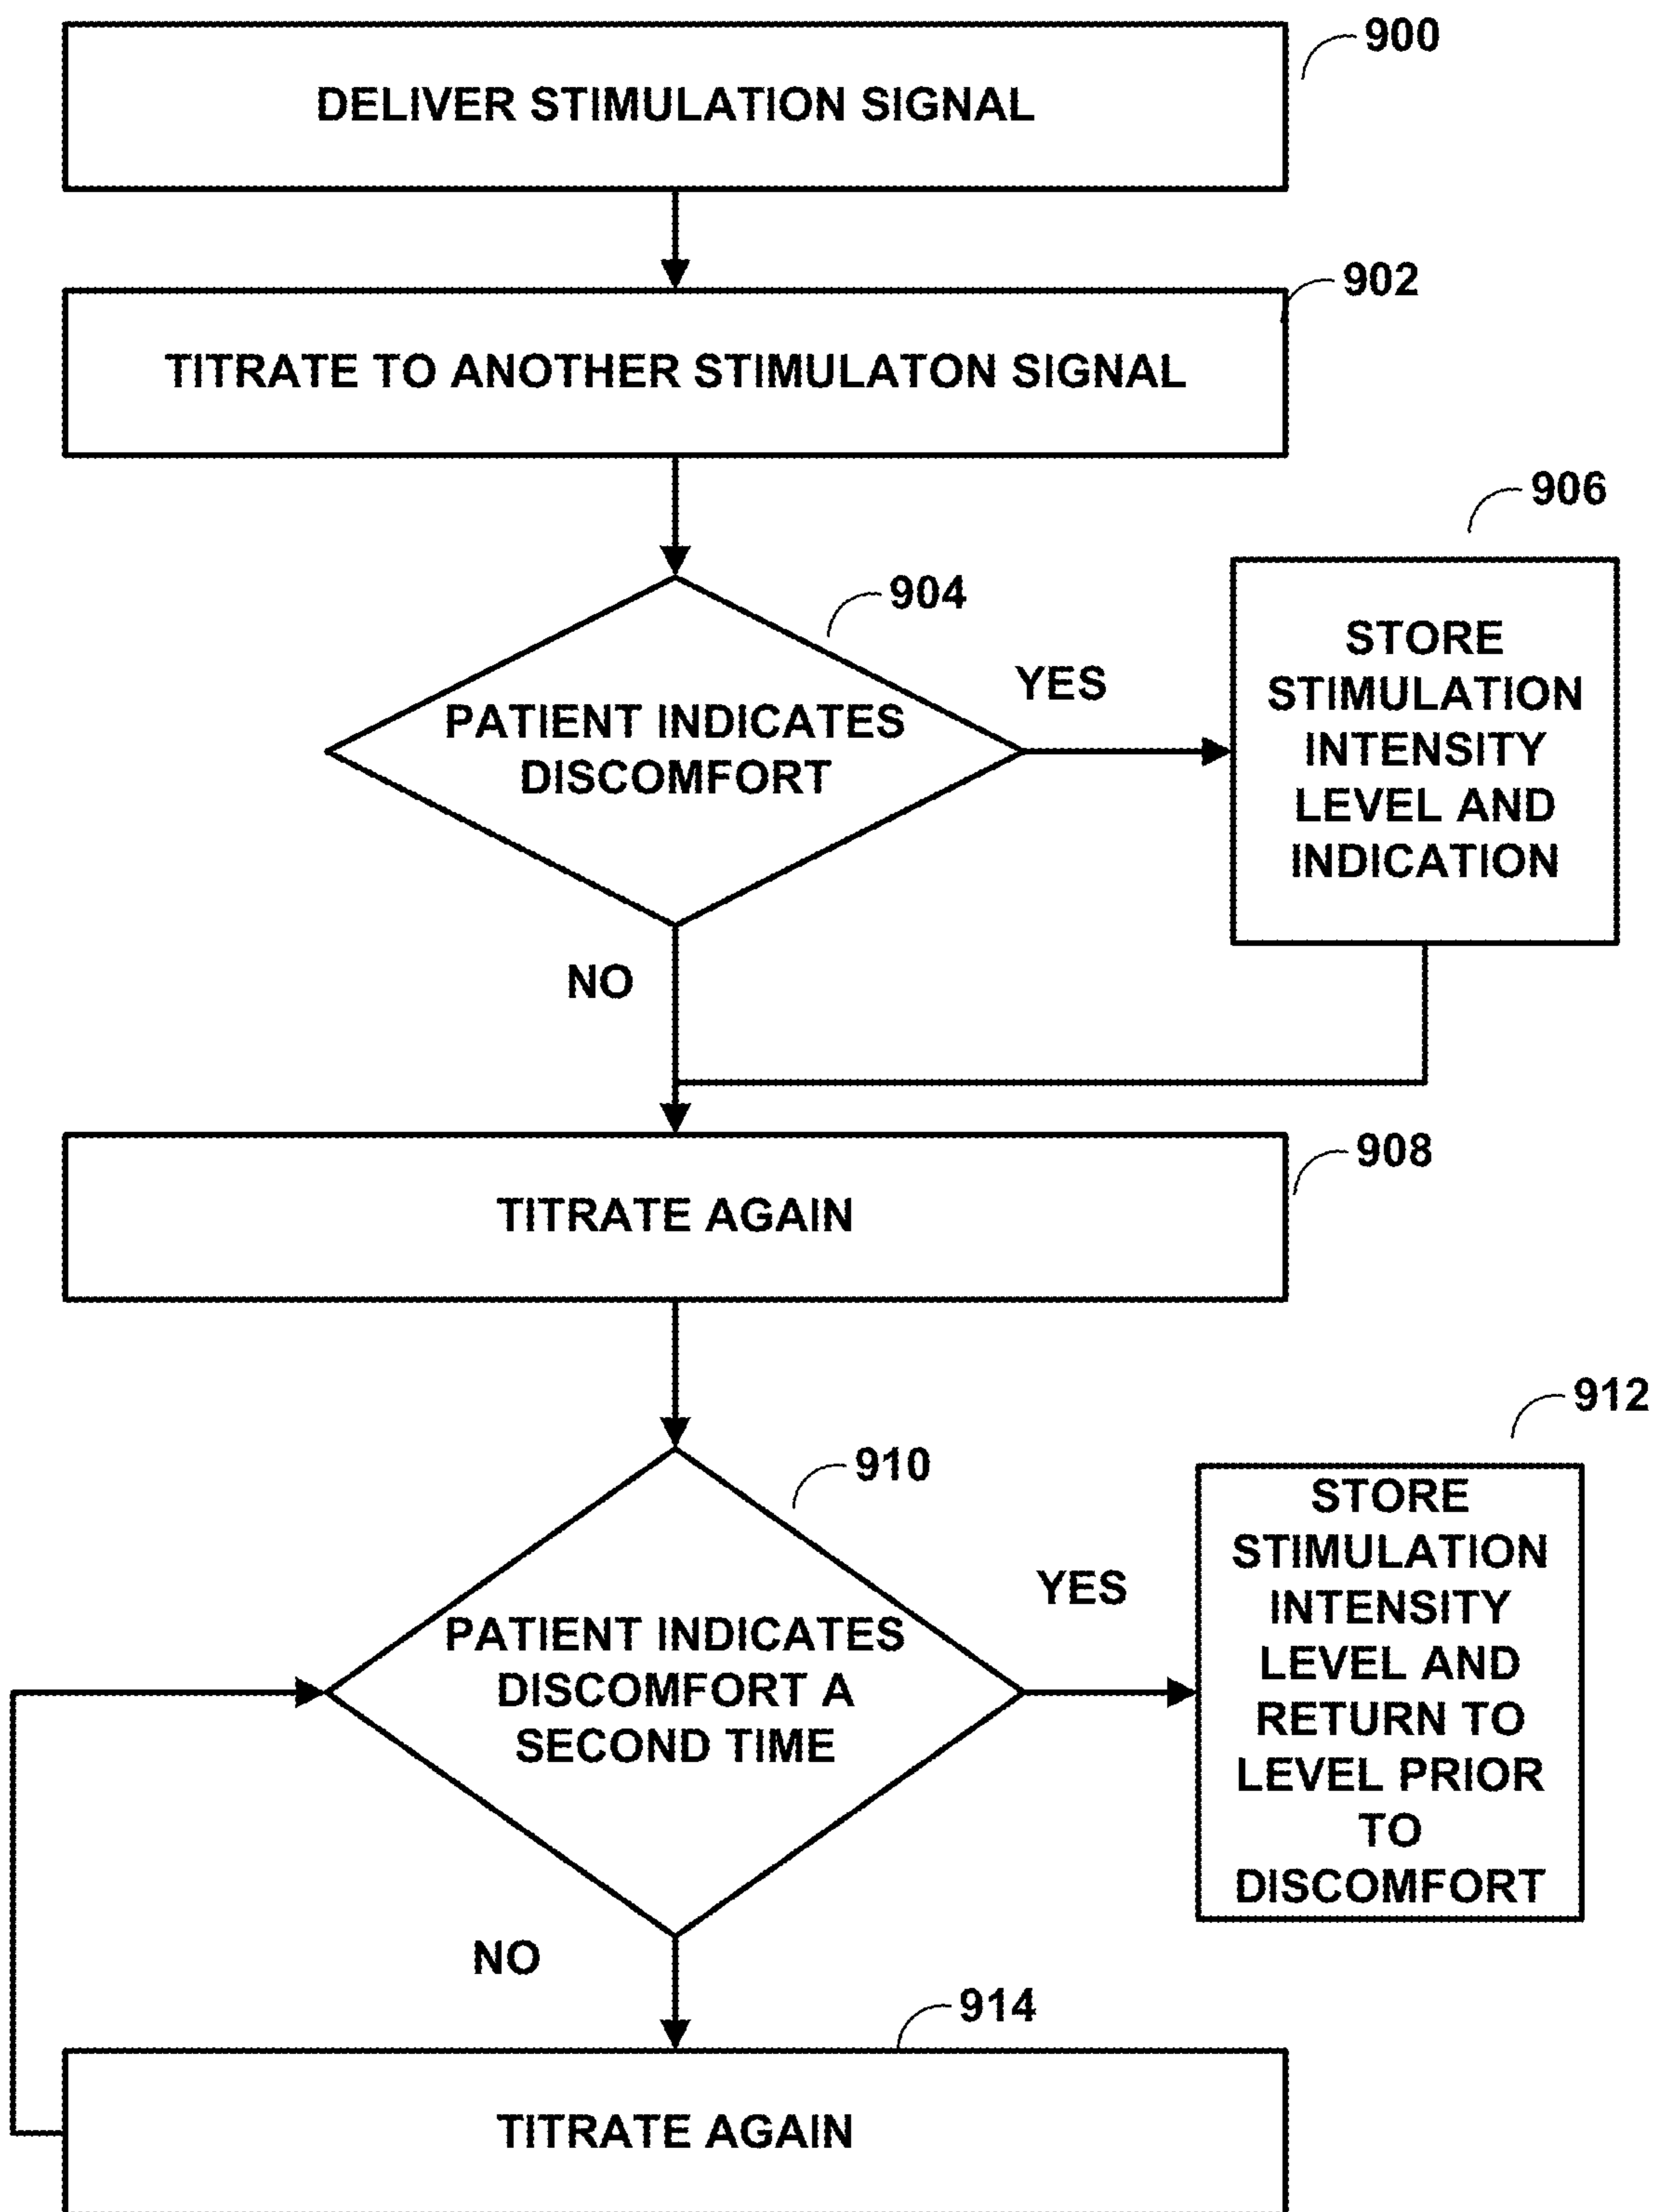 900
DELIVER STIMULATION SIGNAL
902
TITRATE TO ANOTHER STIMULATON SIGNAL
904
PATIENT INDICATES
DISCOMFORT
YES
906
STORE
STIMULATION
INTENSITY
LEVEL AND
INDICATION
NO
908
TITRATE AGAIN
910
PATIENT INDICATES
DISCOMFORT A
SECOND TIME
YES
912
STORE
STIMULATION
INTENSITY
LEVEL AND
RETURN TO
LEVEL PRIOR
TO
DISCOMFORT
NO
914
TITRATE AGAIN